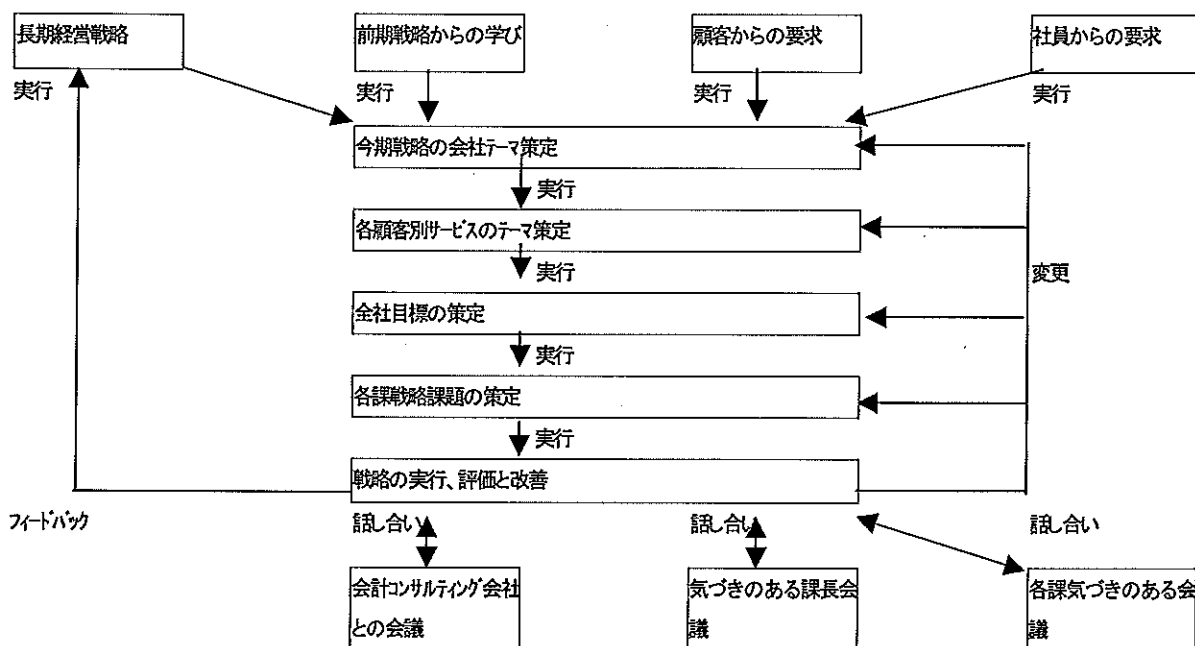 長期経営戦略
前期戦略からの学び
顧客からの要求
社員からの要求
実行
実行
実行
実行
今期戦略の会社テーマ策定
実行
各顧客別サービスのテーマ策定
実行
変更
全社目標の策定
実行
各課戦略課題の策定
実行
戦略の実行、評価と改善
フィードバック
話し合い
話し合い
話し合い
会計コンサルティング会社
との会議
気づきのある課長会
議
各課気づきのある会
議